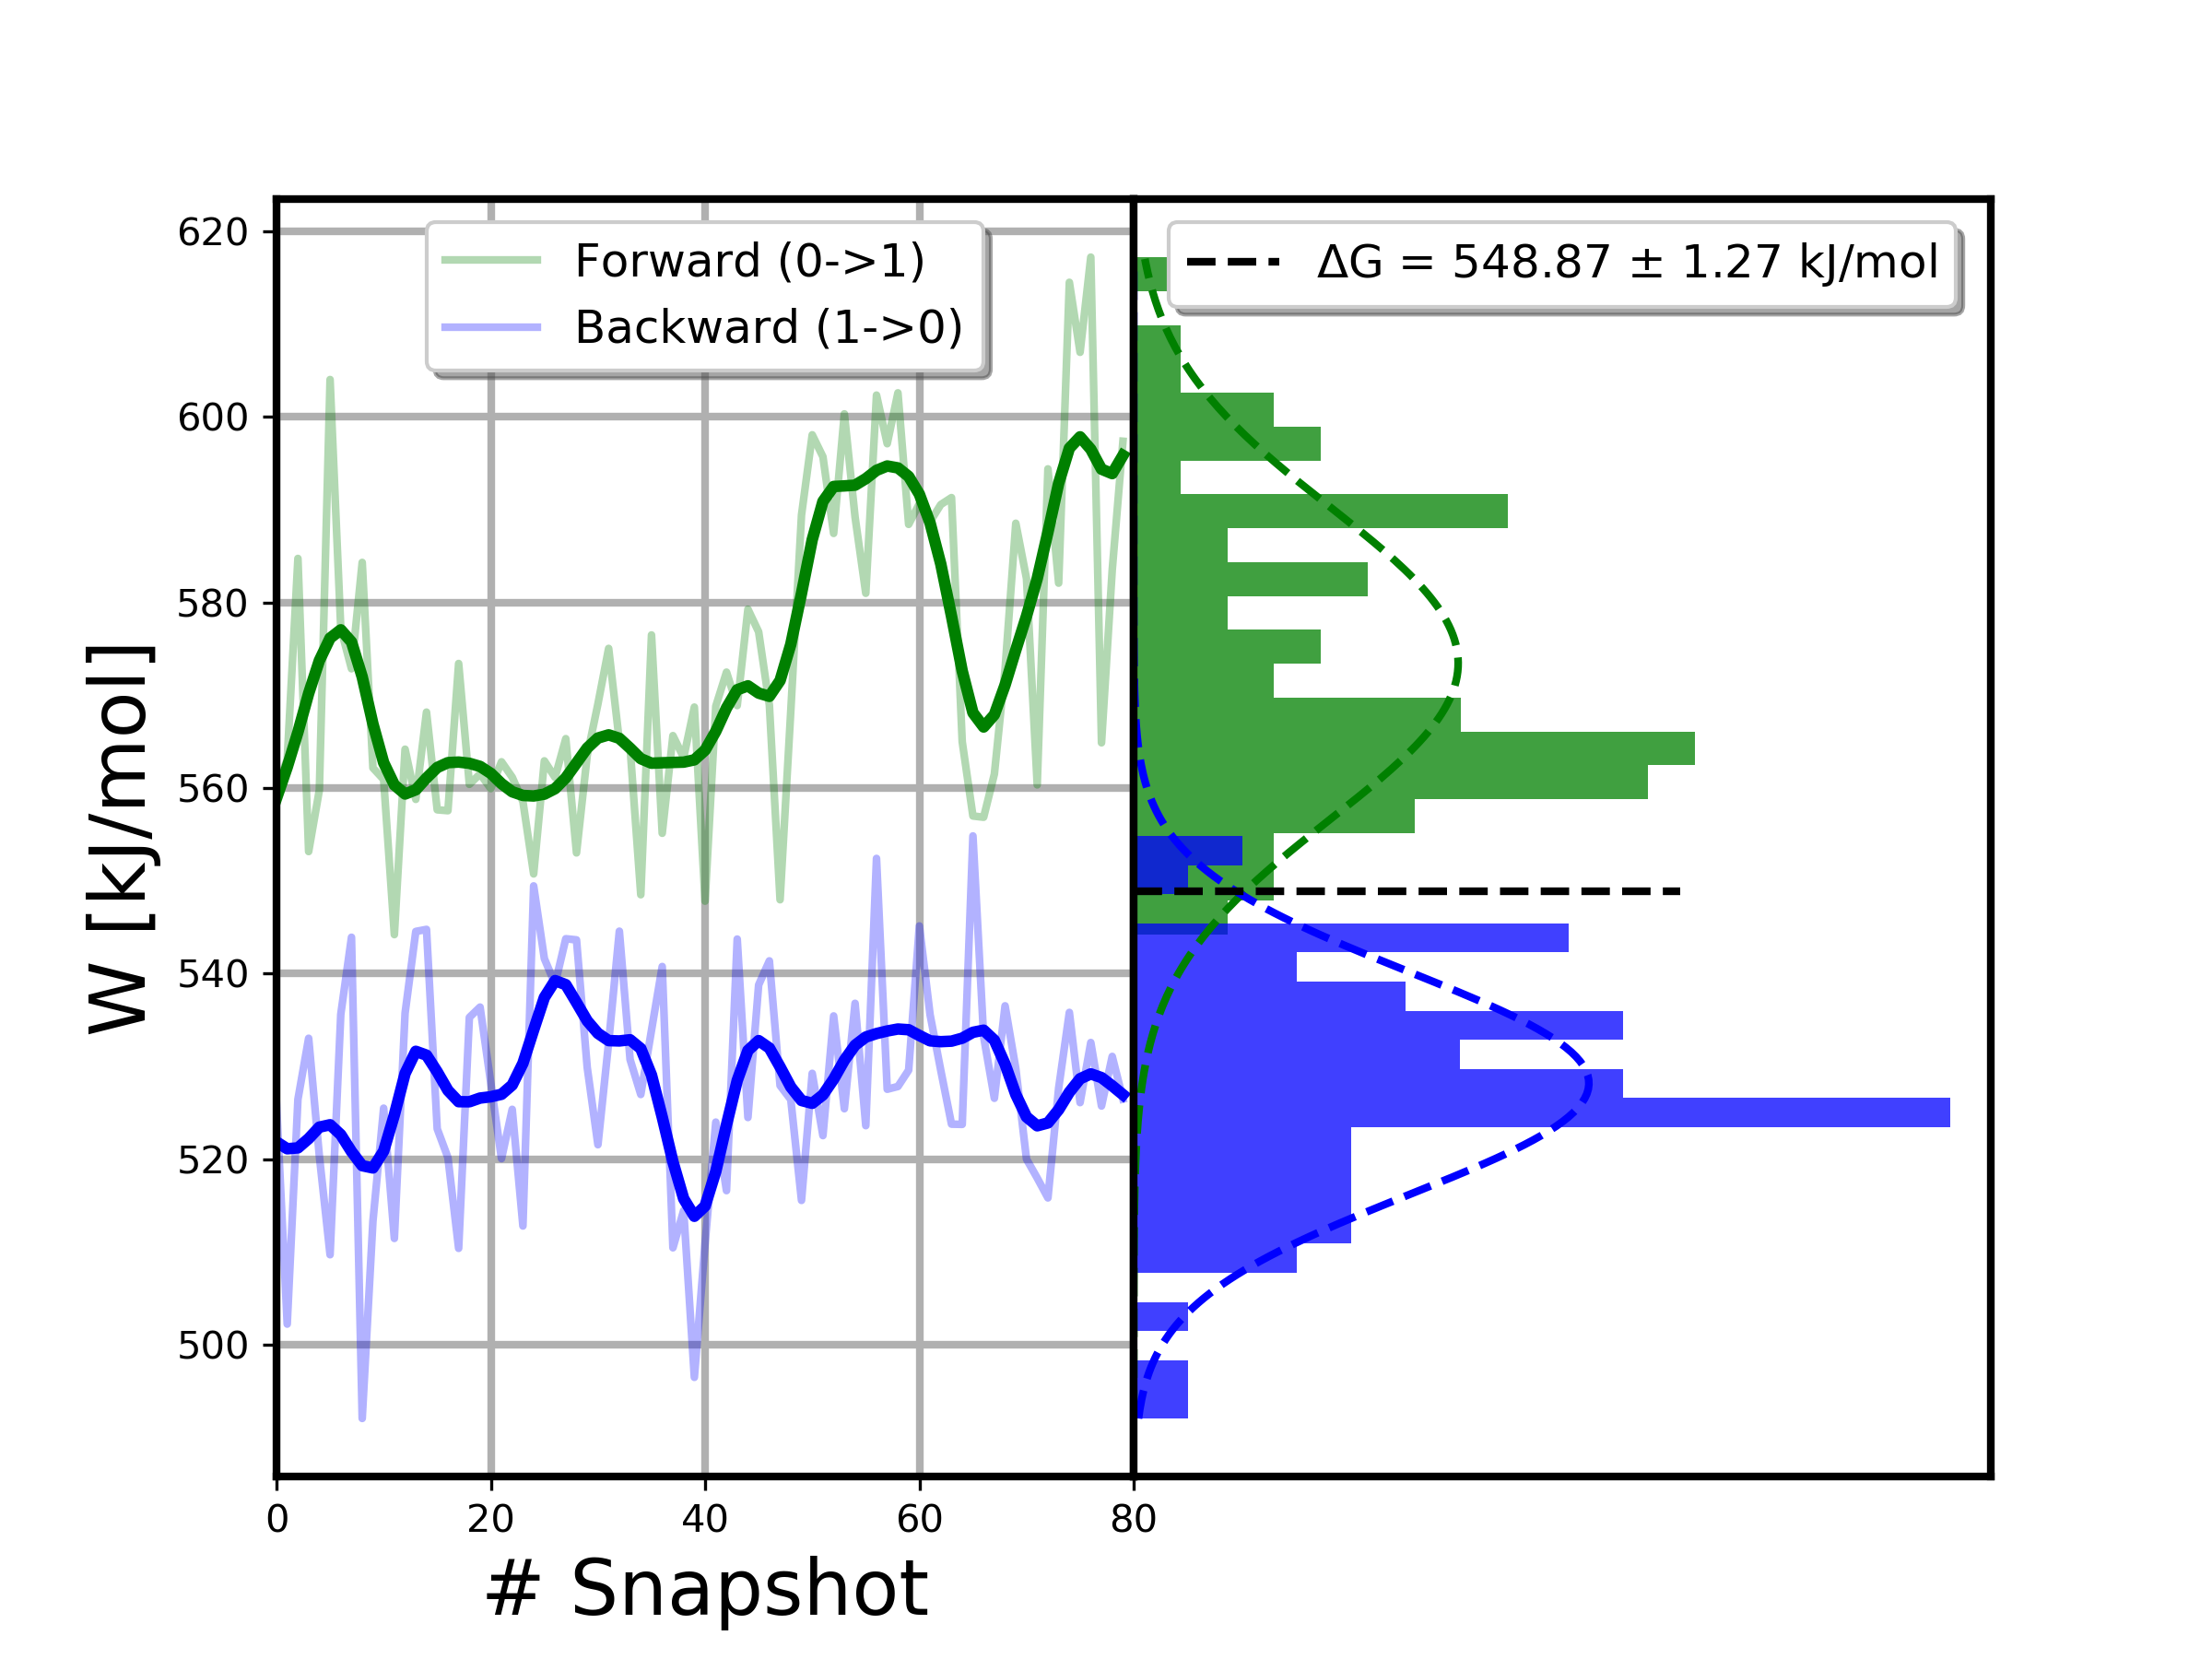 Forward (0->1)
Backward (1->0)
ΔG = 548.87 ± 1.27 kJ/mol
W [kJ/mol]
620
600
580
560
540
520
500
0 20 40 60 80
# Snapshot